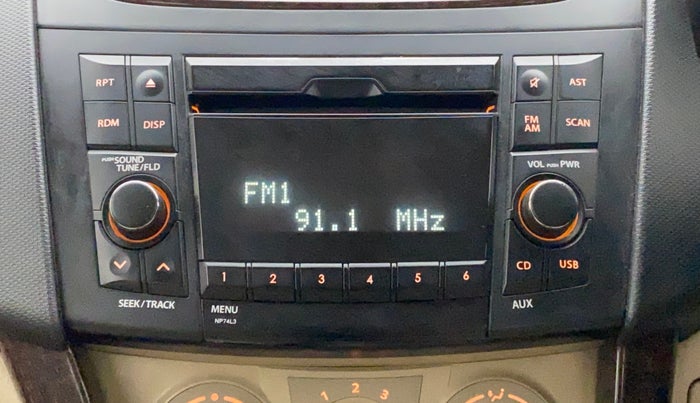 RPT
AST
RDM
DISP
FM
AM
SCAN
PUSH SOUND
TUNE/FLD
VOL PUSH PWR
FM1
91.1 MHz
1 2 3 4 5 6
CD
USB
SEEK/TRACK
MENU
AUX
NP74L3
1 2 3